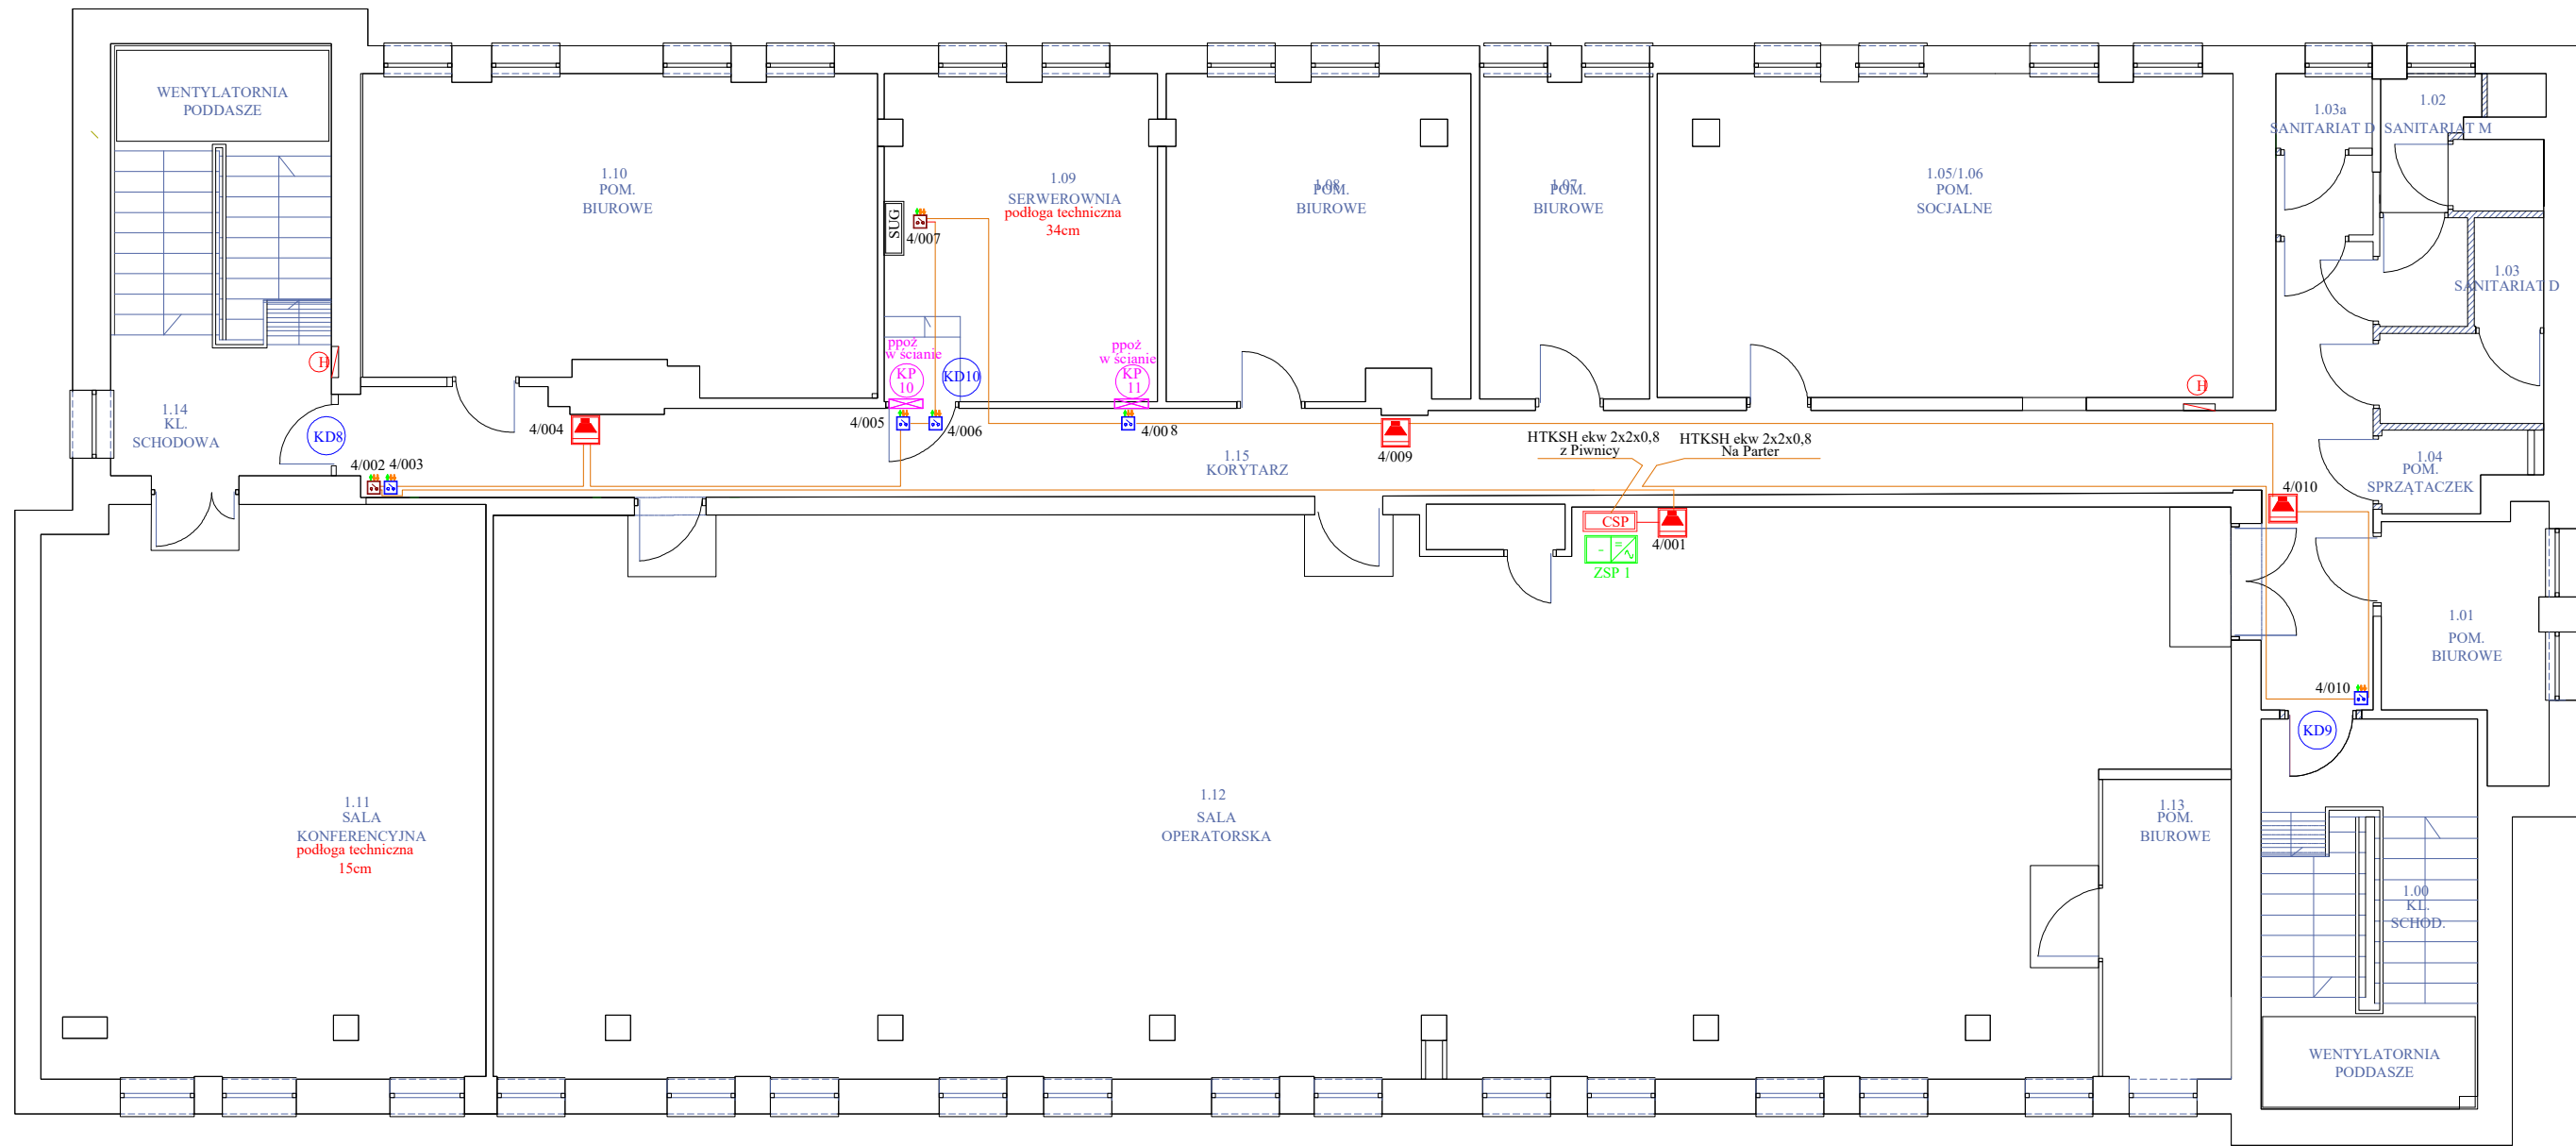 WENTYLATORNIA
PODDASZE
1.10
POM.
BIUROWE
1.09
SERWEROWNIA
podłoga techniczna
34cm
SUG
4/007
1.08
POM.
BIUROWE
1.07
POM.
BIUROWE
1.05/1.06
POM.
SOCJALNE
1.03a
SANITARIAT D
1.02
SANITARIAT M
1.03
SANITARIAT D
H
ppoż
w ścianie
KP
10
KD10
ppoż
w ścianie
KP
11
H
1.14
KL.
SCHODOWA
KD8
4/002
4/003
4/004
4/005
4/006
4/008
4/009
1.15
KORYTARZ
HTKSH ekw 2x2x0,8
z Piwnicy
HTKSH ekw 2x2x0,8
Na Parter
1.04
POM.
SPRZĄTACZEK
4/010
CSP
4/001
~
=
~
ZSP 1
1.01
POM.
BIUROWE
4/010
KD9
1.11
SALA
KONFERENCYJNA
podłoga techniczna
15cm
1.12
SALA
OPERATORSKA
1.13
POM.
BIUROWE
1.00
KL.
SCHOD.
WENTYLATORNIA
PODDASZE